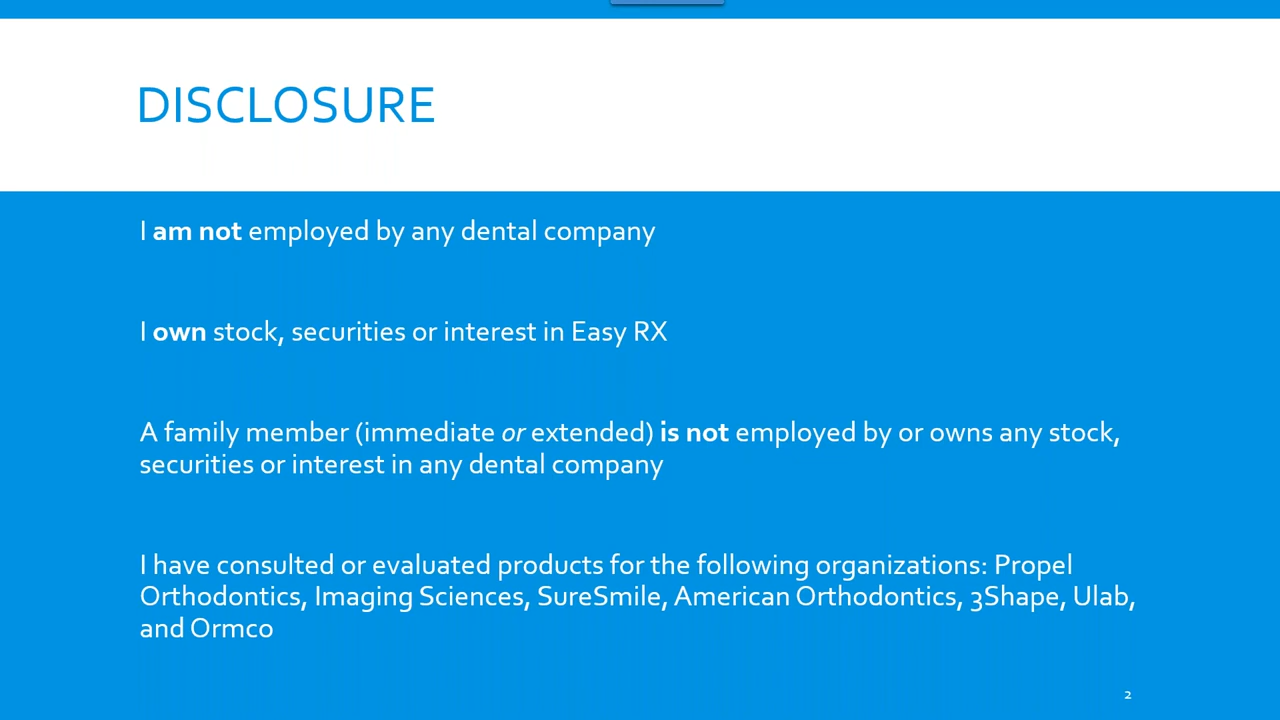 DISCLOSURE
I am not employed by any dental company
I own stock, securities or interest in Easy RX
A family member (immediate or extended) is not employed by or owns any stock,
securities or interest in any dental company
I have consulted or evaluated products for the following organizations: Propel
Orthodontics, Imaging Sciences, SureSmile, American Orthodontics, 3Shape, Ulab,
and Ormco
2